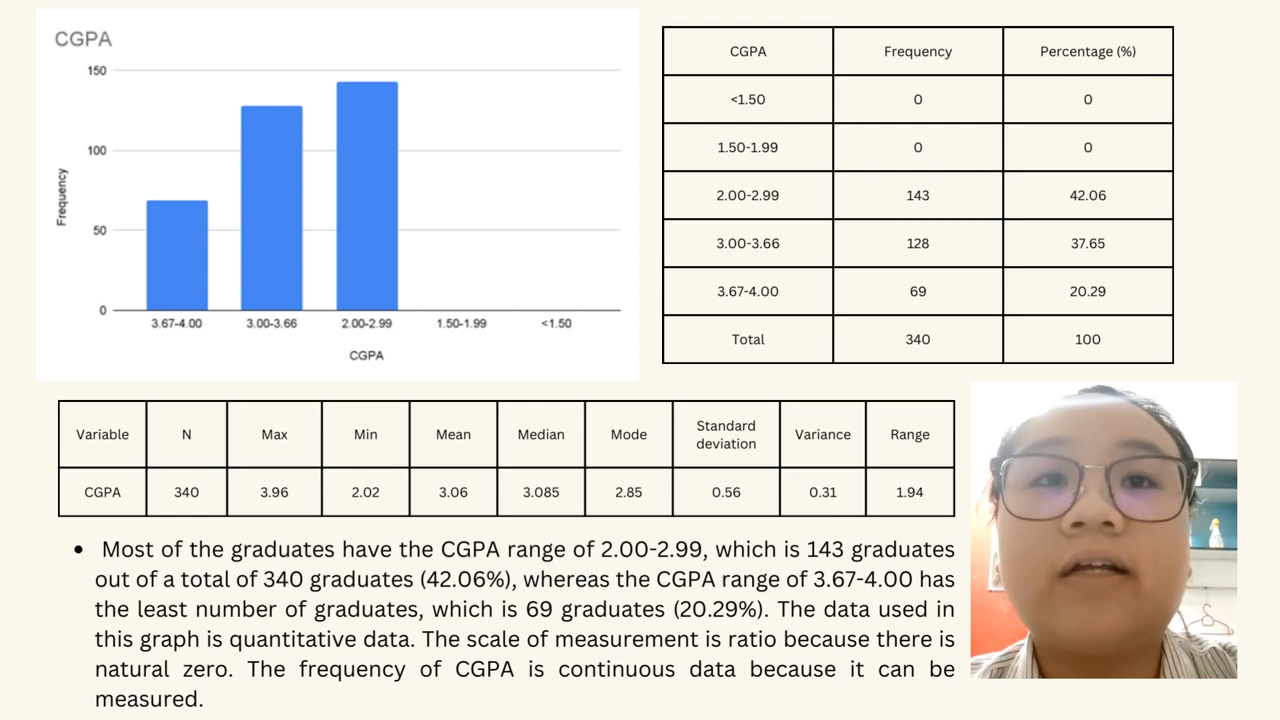 CGPA
150
100
50
0
Frequency
3.67-4.00 3.00-3.66 2.00-2.99 1.50-1.99 <1.50
CGPA
CGPA Frequency Percentage (%)
<1.50 0 0
1.50-1.99 0 0
2.00-2.99 143 42.06
3.00-3.66 128 37.65
3.67-4.00 69 20.29
Total 340 100
Variable N Max Min Mean Median Mode Standard deviation Variance Range
CGPA 340 3.96 2.02 3.06 3.085 2.85 0.56 0.31 1.94
• Most of the graduates have the CGPA range of 2.00-2.99, which is 143 graduates
out of a total of 340 graduates (42.06%), whereas the CGPA range of 3.67-4.00 has
the least number of graduates, which is 69 graduates (20.29%). The data used in
this graph is quantitative data. The scale of measurement is ratio because there is
natural zero. The frequency of CGPA is continuous data because it can be
measured.